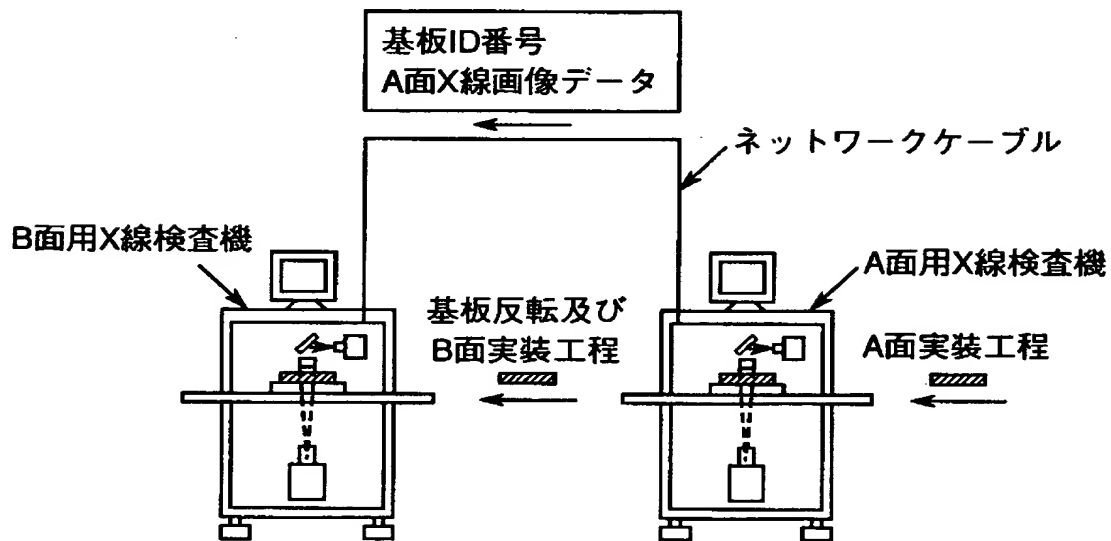 基板ID番号
A面X線画像データ
ネットワークケーブル
B面用X線検査機
A面用X線検査機
基板反転及び
B面実装工程
A面実装工程